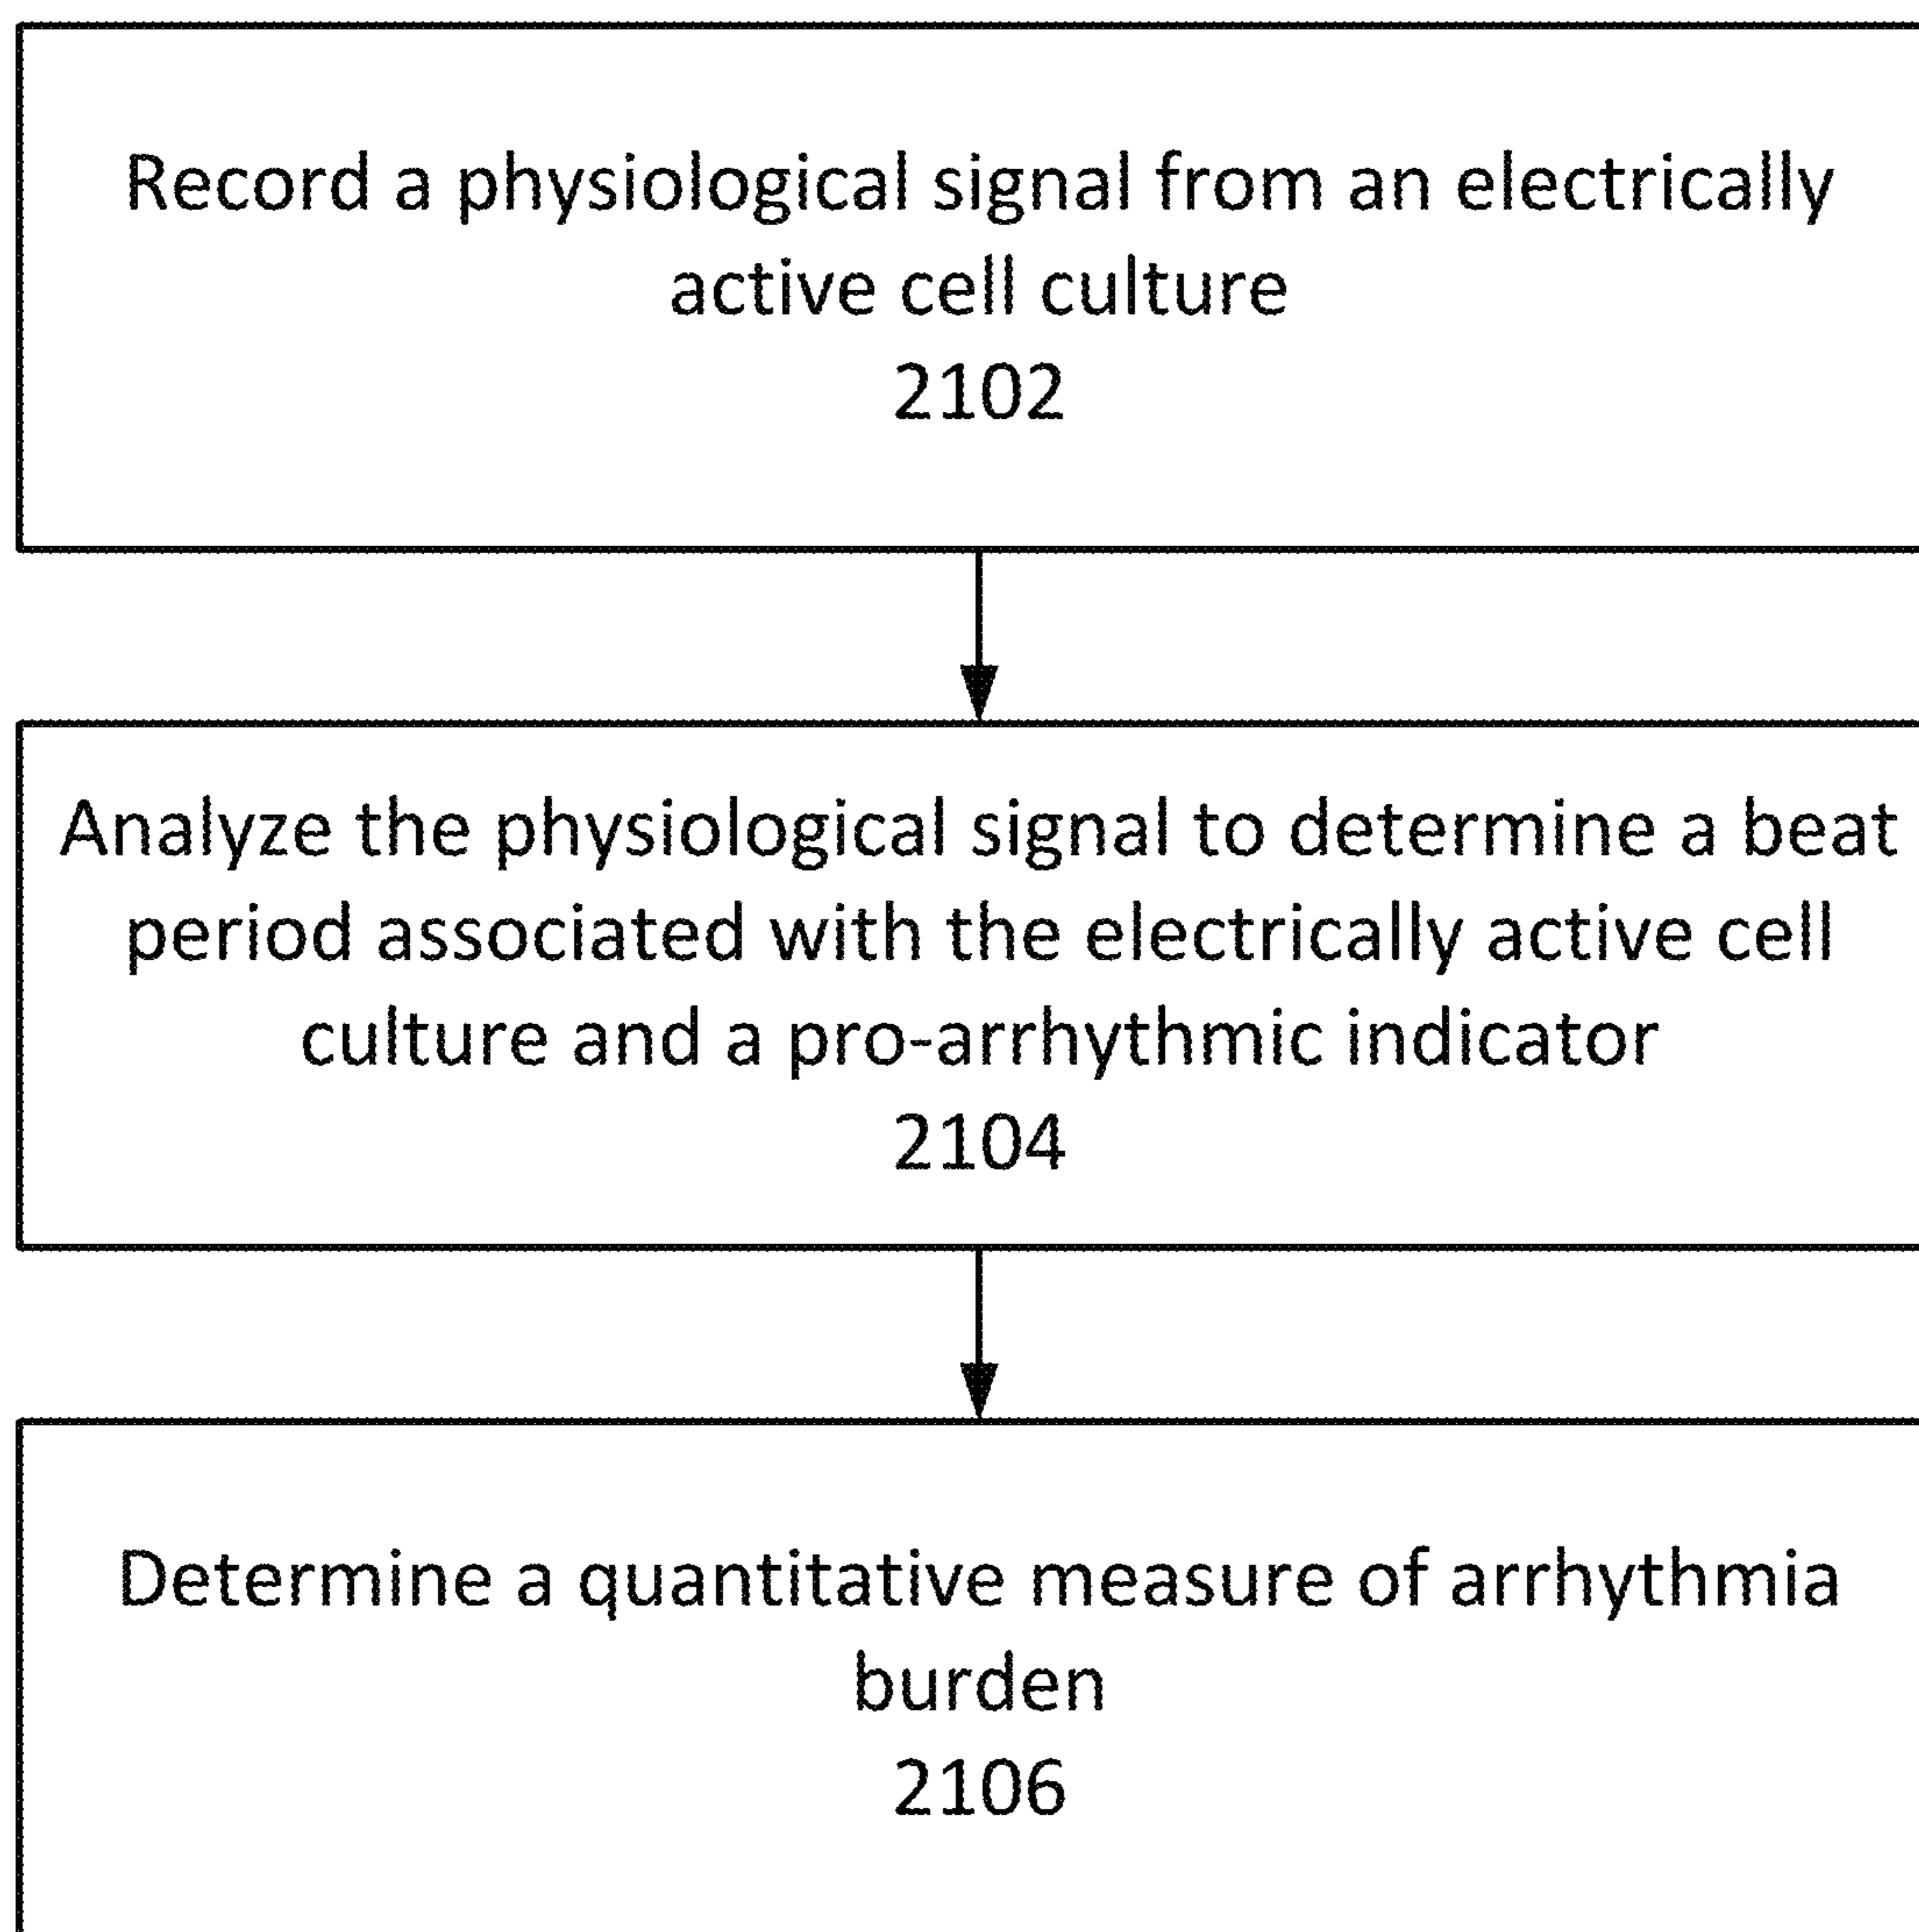 Record a physiological signal from an electrically
active cell culture
2102
Analyze the physiological signal to determine a beat
period associated with the electrically active cell
culture and a pro-arrhythmic indicator
2104
Determine a quantitative measure of arrhythmia
burden
2106